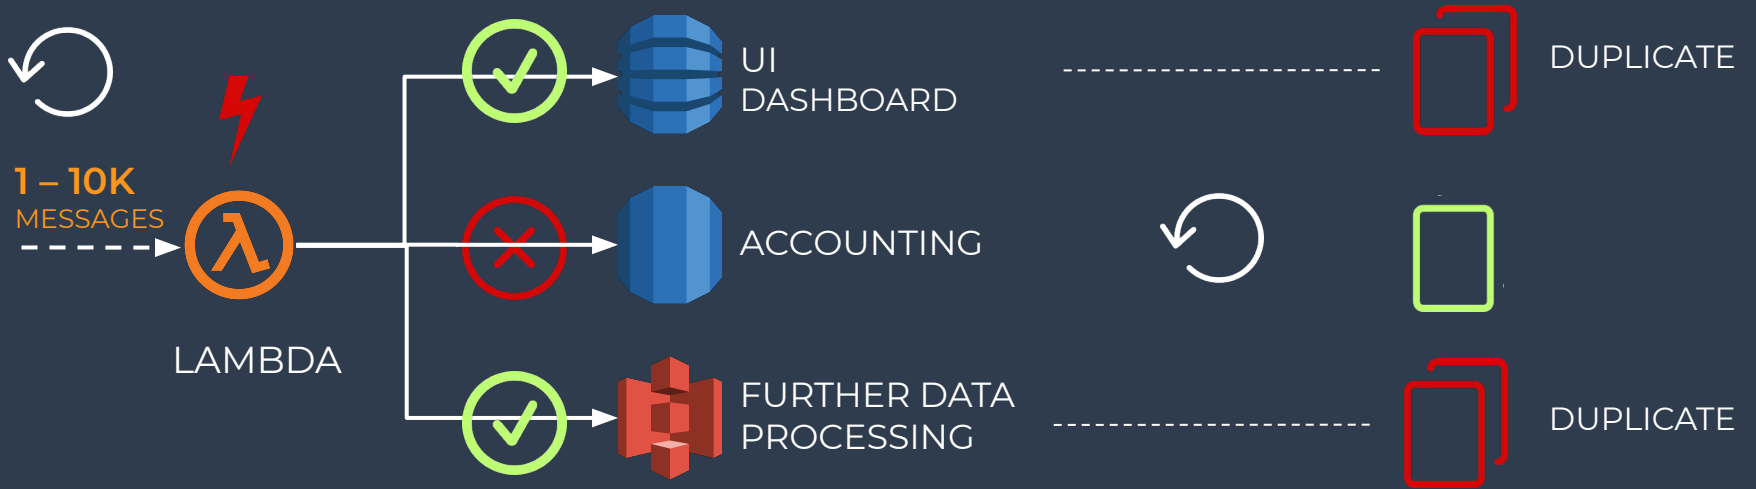 1 – 10K
MESSAGES
LAMBDA
UI
DASHBOARD
DUPLICATE
ACCOUNTING
FURTHER DATA
PROCESSING
DUPLICATE